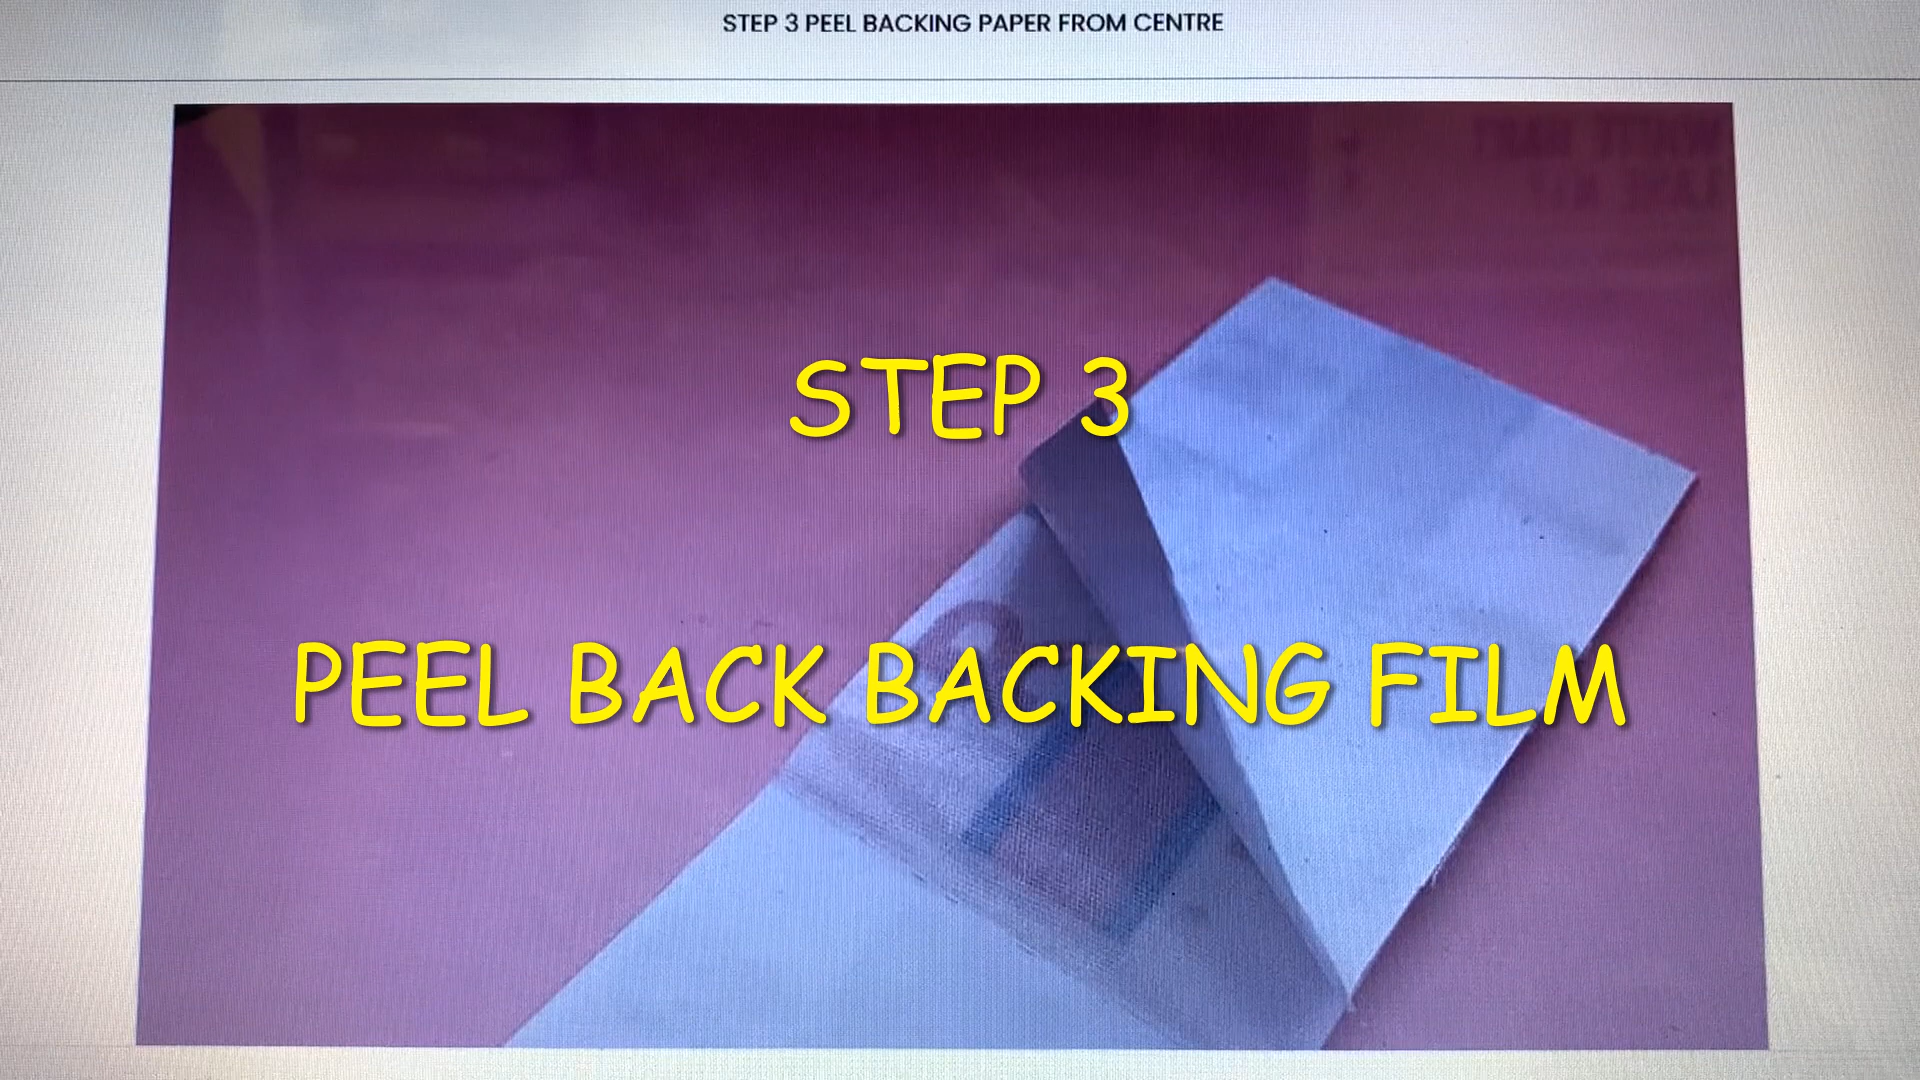 STEP 3 PEEL BACKING PAPER FROM CENTRE
STEP 3
PEEL BACK BACKING FILM